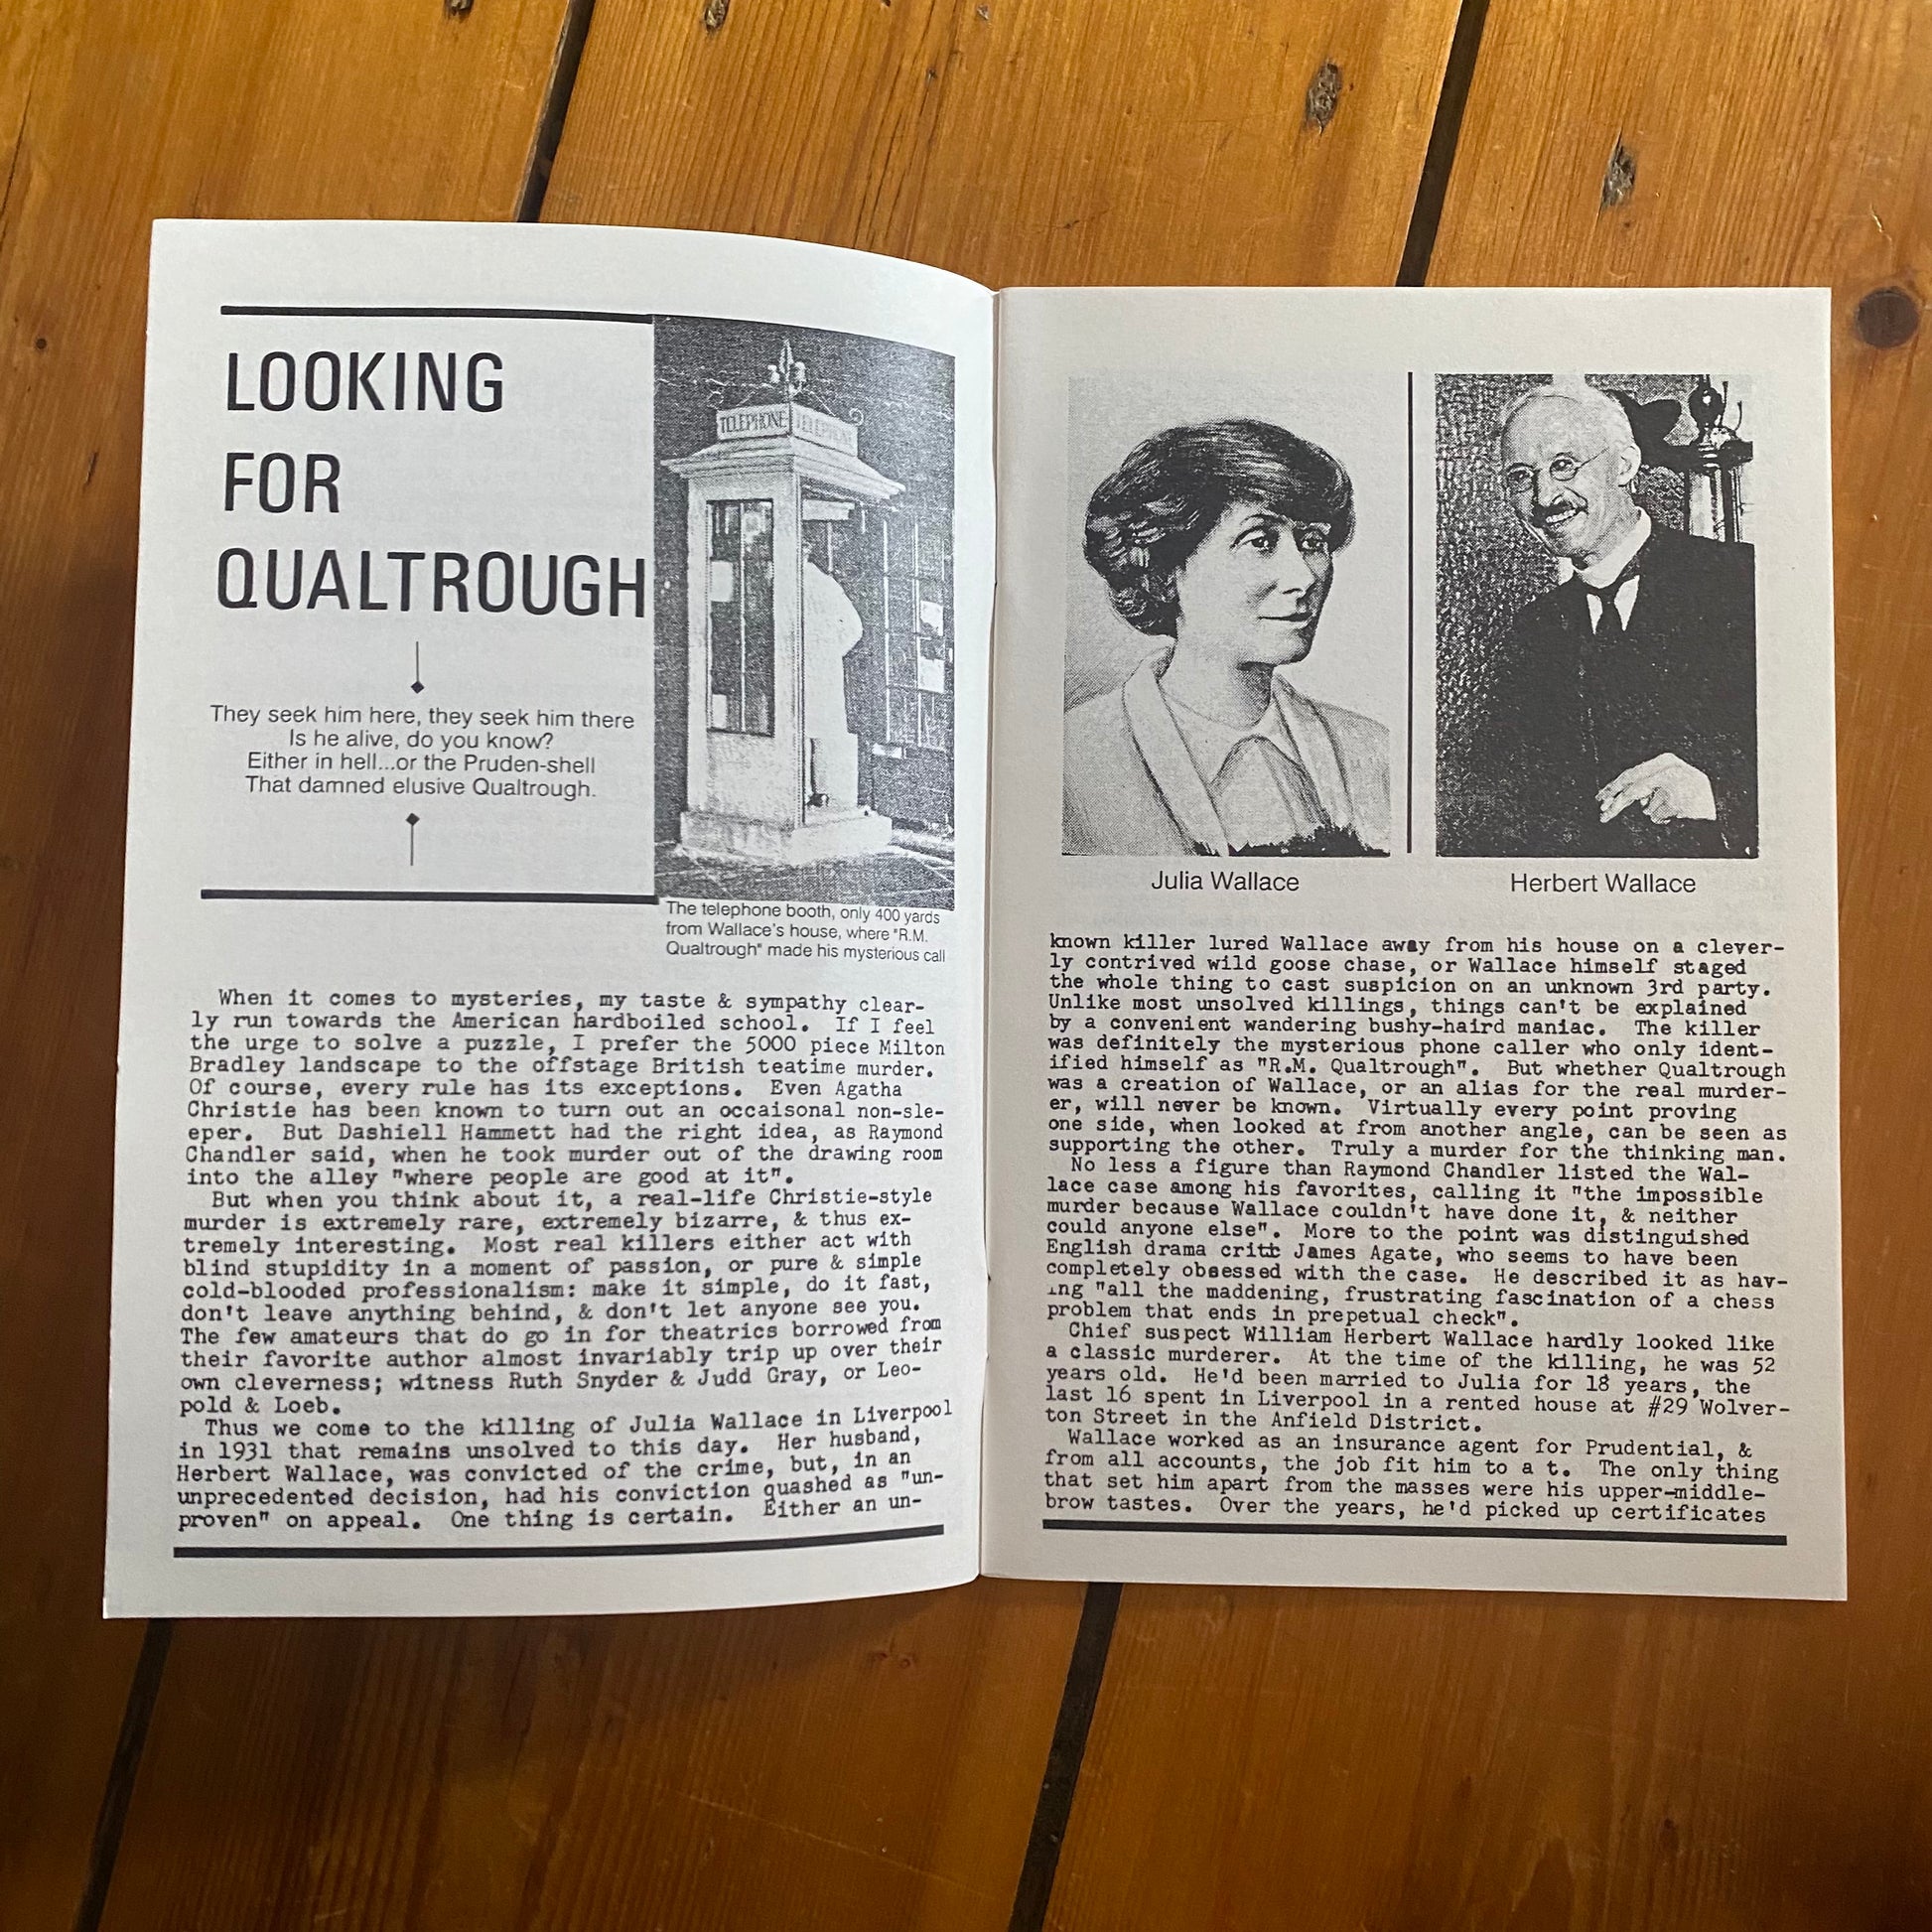 LOOKING
FOR
QUALTROUGH
They seek him here, they seek him there
Is he alive, do you know?
Either in hell...or the Pruden-shell
That damned elusive Qualtrough.
TELEPHONE TELEPHONE
The telephone booth, only 400 yards
from Wallace's house, where "R.M.
Qualtrough" made his mysterious call
When it comes to mysteries, my taste & sympathy clear-
ly run towards the American hardboiled school. If I feel
the urge to solve a puzzle, I prefer the 5000 piece Milton
Bradley landscape to the offstage British teatime murder.
Of course, every rule has its exceptions. Even Agatha
Christie has been known to turn out an occaisonal non-sle-
eper. But Dashiell Hammett had the right idea, as Raymond
Chandler said, when he took murder out of the drawing room
into the alley "where people are good at it".
But when you think about it, a real-life Christie-style
murder is extremely rare, extremely bizarre, & thus ex-
tremely interesting. Most real killers either act with
blind stupidity in a moment of passion, or pure & simple
cold-blooded professionalism: make it simple, do it fast,
don't leave anything behind, & don't let anyone see you.
The few amateurs that do go in for theatrics borrowed from
their favorite author almost invariably trip up over their
own cleverness; witness Ruth Snyder & Judd Gray, or Leo-
pold & Loeb.
Thus we come to the killing of Julia Wallace in Liverpool
in 1931 that remains unsolved to this day. Her husband,
Herbert Wallace, was convicted of the crime, but, in an
unprecedented decision, had his conviction quashed as "un-
proven" on appeal. One thing is certain. Either an un-
Julia Wallace
Herbert Wallace
known killer lured Wallace away from his house on a clever-
ly contrived wild goose chase, or Wallace himself staged
the whole thing to cast suspicion on an unknown 3rd party.
Unlike most unsolved killings, things can't be explained
by a convenient wandering bushy-haird maniac. The killer
was definitely the mysterious phone caller who only ident-
ified himself as "R.M. Qualtrough". But whether Qualtrough
was a creation of Wallace, or an alias for the real murder-
er, will never be known. Virtually every point proving
one side, when looked at from another angle, can be seen as
supporting the other. Truly a murder for the thinking man.
No less a figure than Raymond Chandler listed the Wal-
lace case among his favorites, calling it "the impossible
murder because Wallace couldn't have done it, & neither
could anyone else". More to the point was distinguished
English drama critc James Agate, who seems to have been
completely obsessed with the case. He described it as hav-
ing "all the maddening, frustrating fascination of a chess
problem that ends in prepetual check".
Chief suspect William Herbert Wallace hardly looked like
a classic murderer. At the time of the killing, he was 52
years old. He'd been married to Julia for 18 years, the
last 16 spent in Liverpool in a rented house at #29 Wolver-
ton Street in the Anfield District.
Wallace worked as an insurance agent for Prudential, &
from all accounts, the job fit him to a t. The only thing
that set him apart from the masses were his upper-middle-
brow tastes. Over the years, he'd picked up certificates